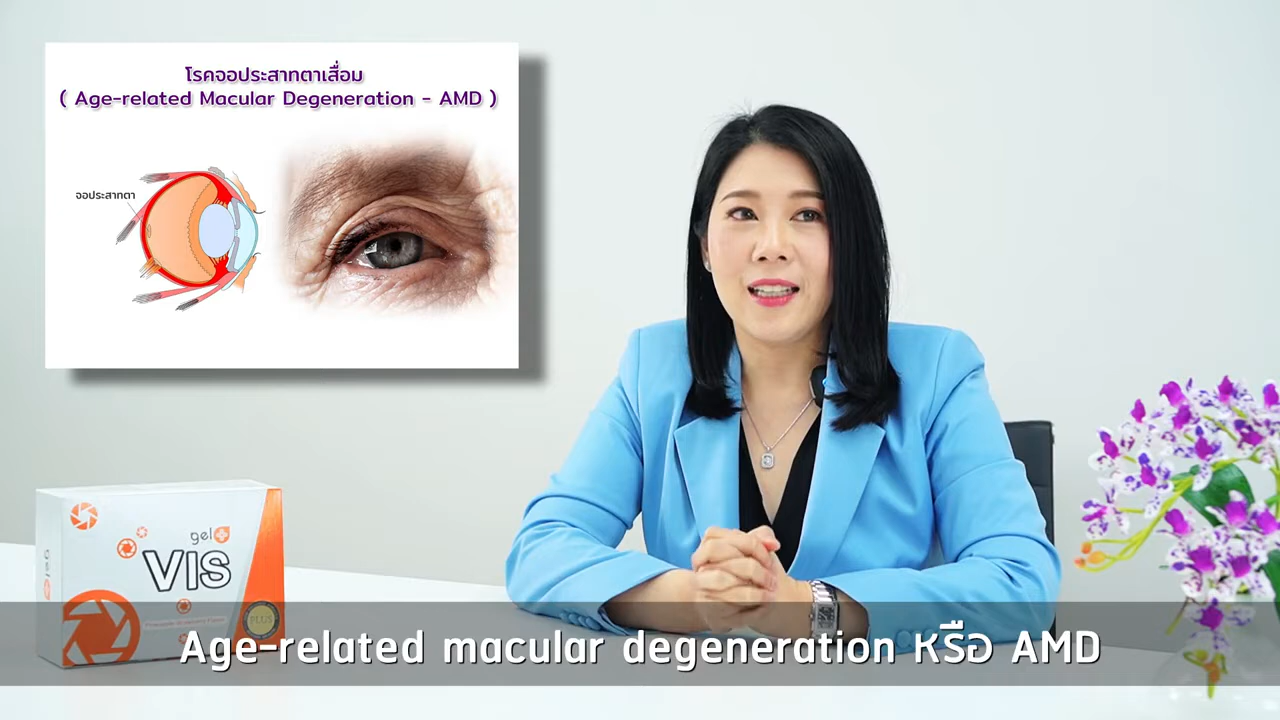 โรคจอประสาทตาเสื่อม
( Age-related Macular Degeneration - AMD )
จอประสาทตา
gel
VIS
PLUS
Age-related macular degeneration หรือ AMD